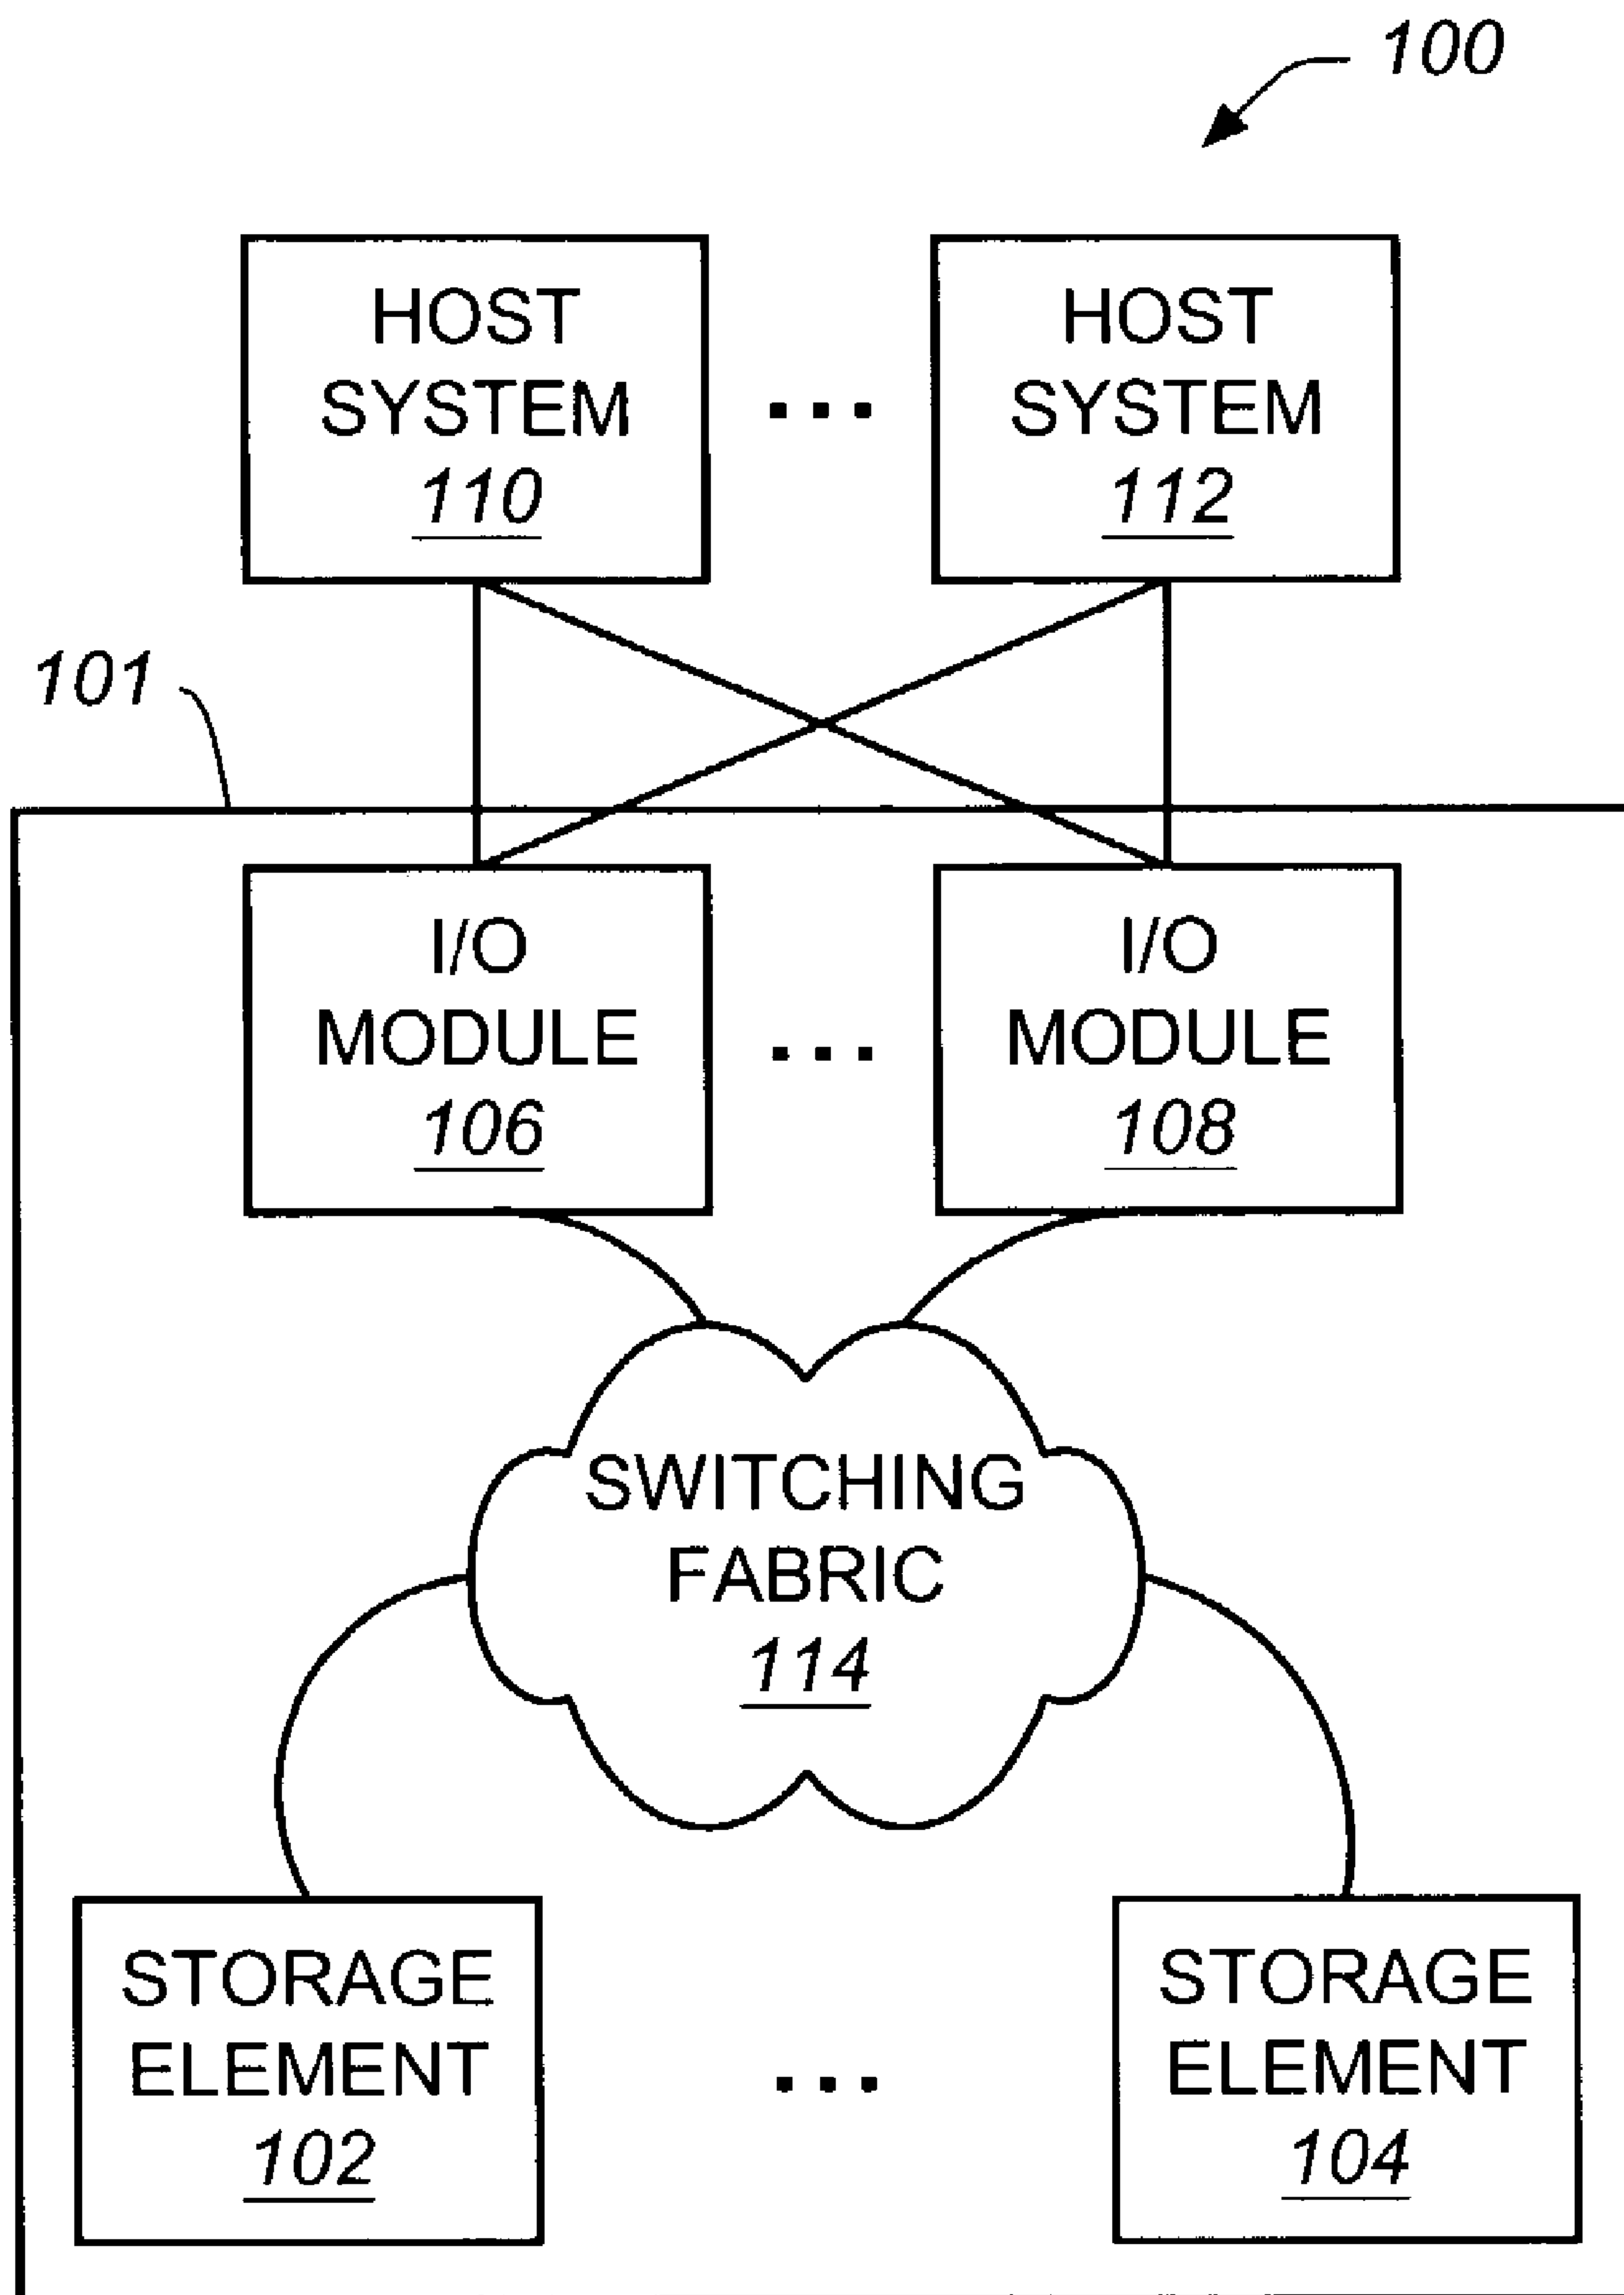 100
HOST
SYSTEM
110
...
HOST
SYSTEM
112
101
I/O
MODULE
106
...
I/O
MODULE
108
SWITCHING
FABRIC
114
STORAGE
ELEMENT
102
...
STORAGE
ELEMENT
104